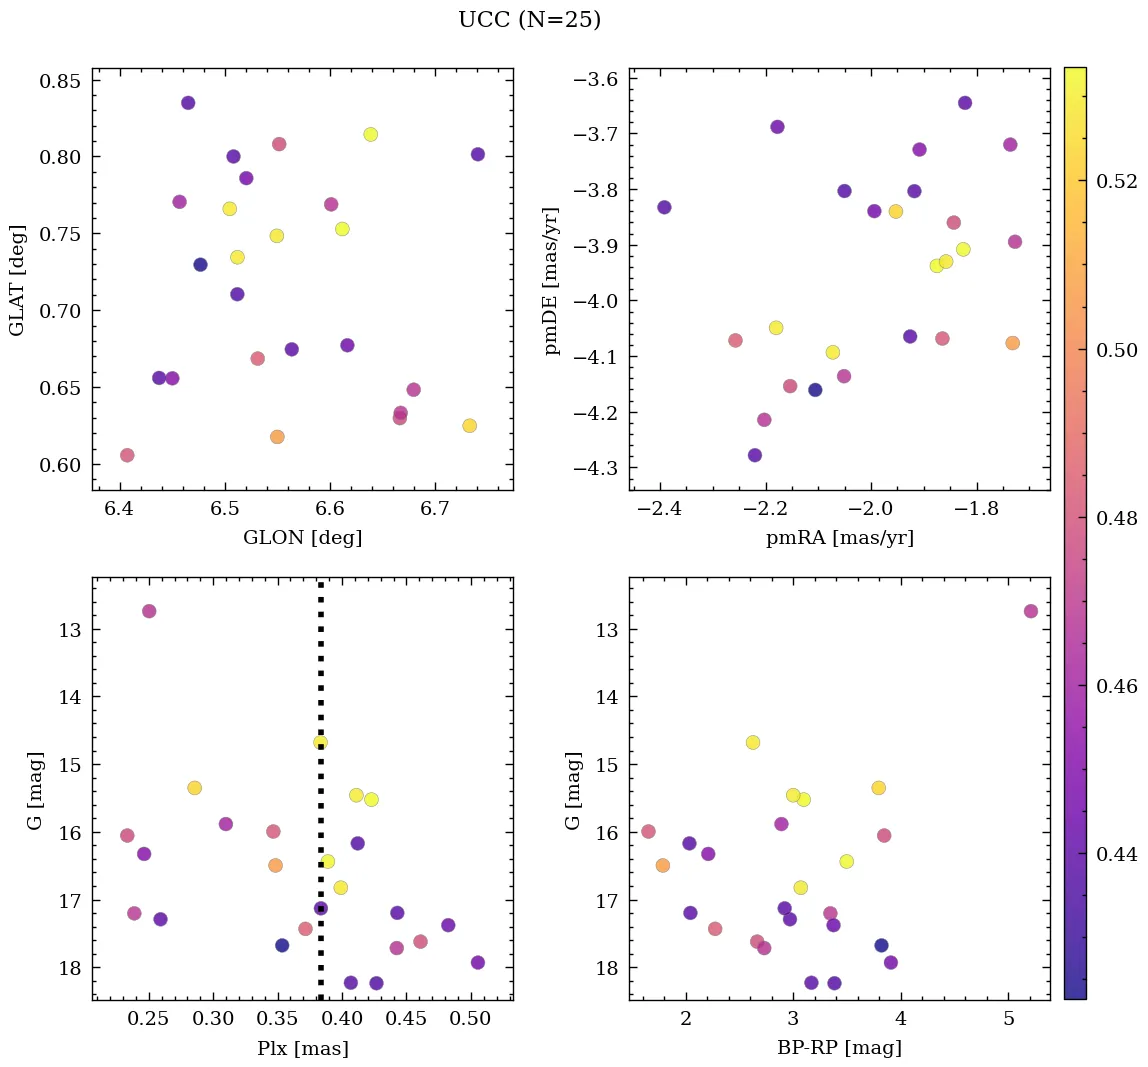 UCC (N=25)
0.85
0.80
0.75
0.70
0.65
0.60
GLAT [deg]
6.4 6.5 6.6 6.7
GLON [deg]
−3.6
−3.7
−3.8
−3.9
−4.0
−4.1
−4.2
−4.3
pmDE [mas/yr]
−2.4 −2.2 −2.0 −1.8
pmRA [mas/yr]
13
14
15
16
17
18
G [mag]
0.25 0.30 0.35 0.40 0.45 0.50
Plx [mas]
13
14
15
16
17
18
G [mag]
2 3 4 5
BP-RP [mag]
0.52
0.50
0.48
0.46
0.44